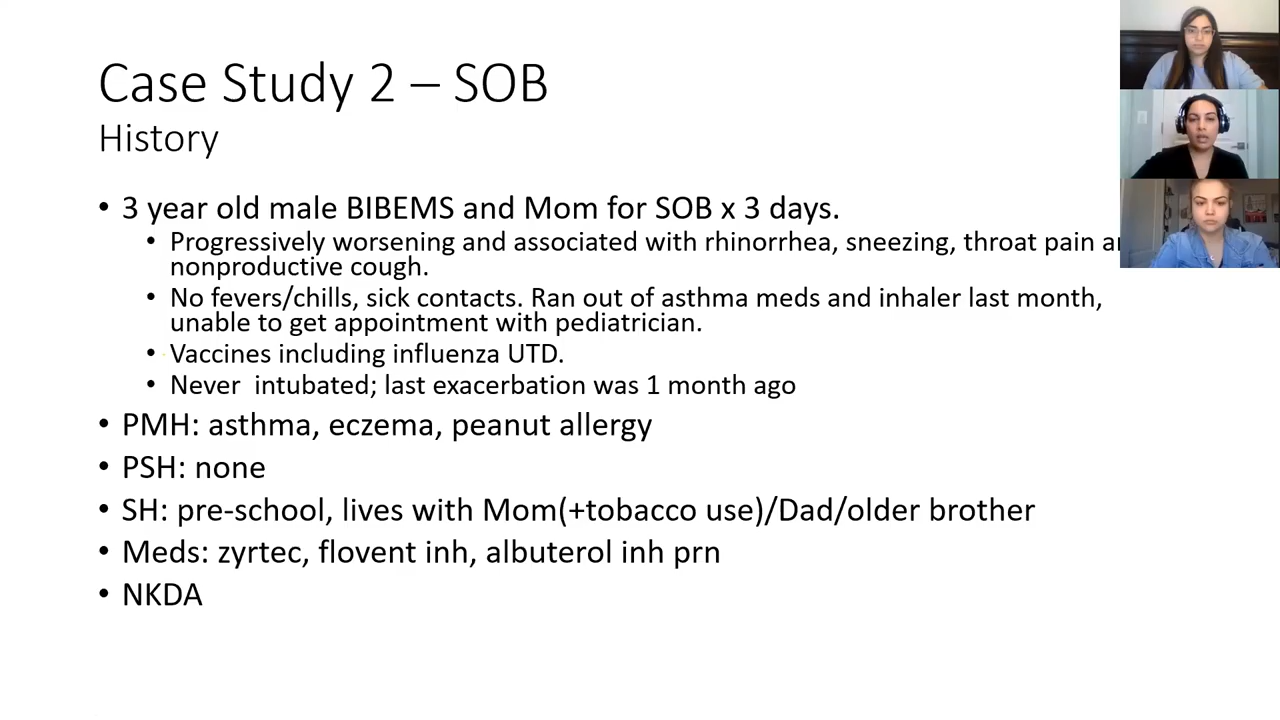 Case Study 2 – SOB
History
• 3 year old male BIBEMS and Mom for SOB x 3 days.
• Progressively worsening and associated with rhinorrhea, sneezing, throat pain
nonproductive cough.
• No fevers/chills, sick contacts. Ran out of asthma meds and inhaler last month,
unable to get appointment with pediatrician.
• Vaccines including influenza UTD.
• Never intubated; last exacerbation was 1 month ago
• PMH: asthma, eczema, peanut allergy
• PSH: none
• SH: pre-school, lives with Mom(+tobacco use)/Dad/older brother
• Meds: zyrtec, flovent inh, albuterol inh prn
• NKDA